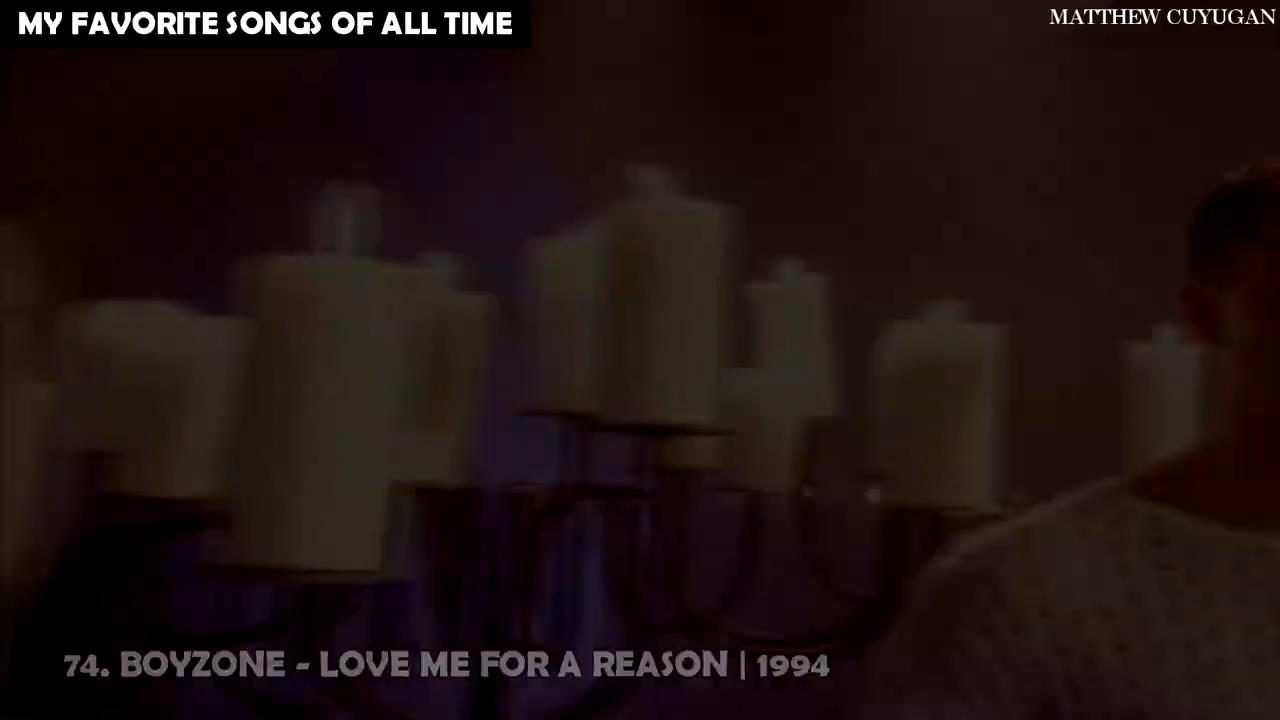 MY FAVORITE SONGS OF ALL TIME
MATTHEW CUYUGAN
74. BOYZONE - LOVE ME FOR A REASON | 1994